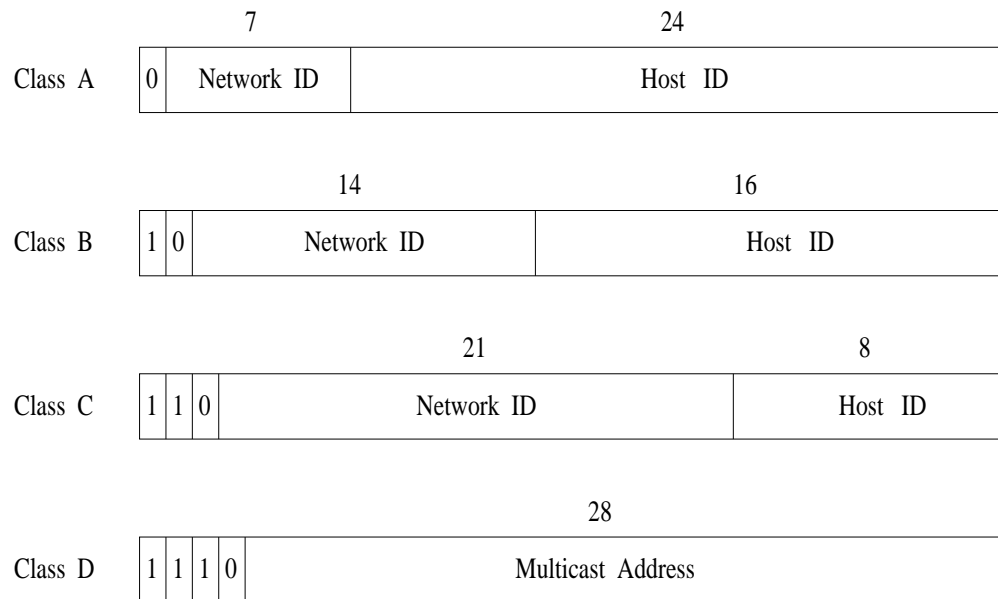 7 24
Class A 0 Network ID Host ID
14 16
Class B 1 0 Network ID Host ID
21 8
Class C 1 1 0 Network ID Host ID
28
Class D 1 1 1 0 Multicast Address